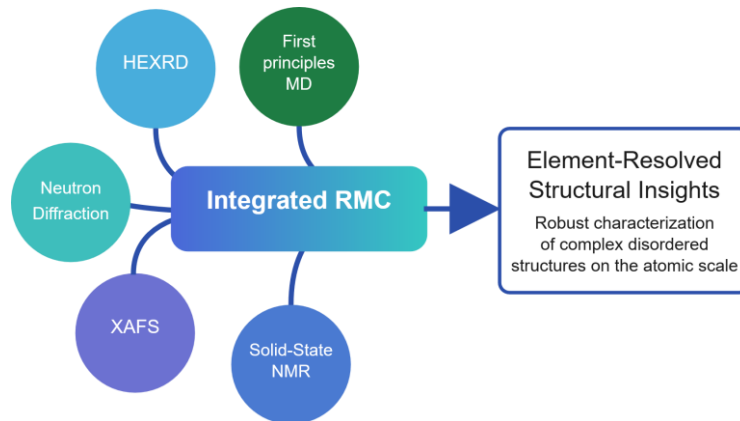 HEXRD
First
principles
MD
Neutron
Diffraction
Integrated RMC
XAFS
Solid-State
NMR
Element-Resolved
Structural Insights
Robust characterization
of complex disordered
structures on the atomic scale